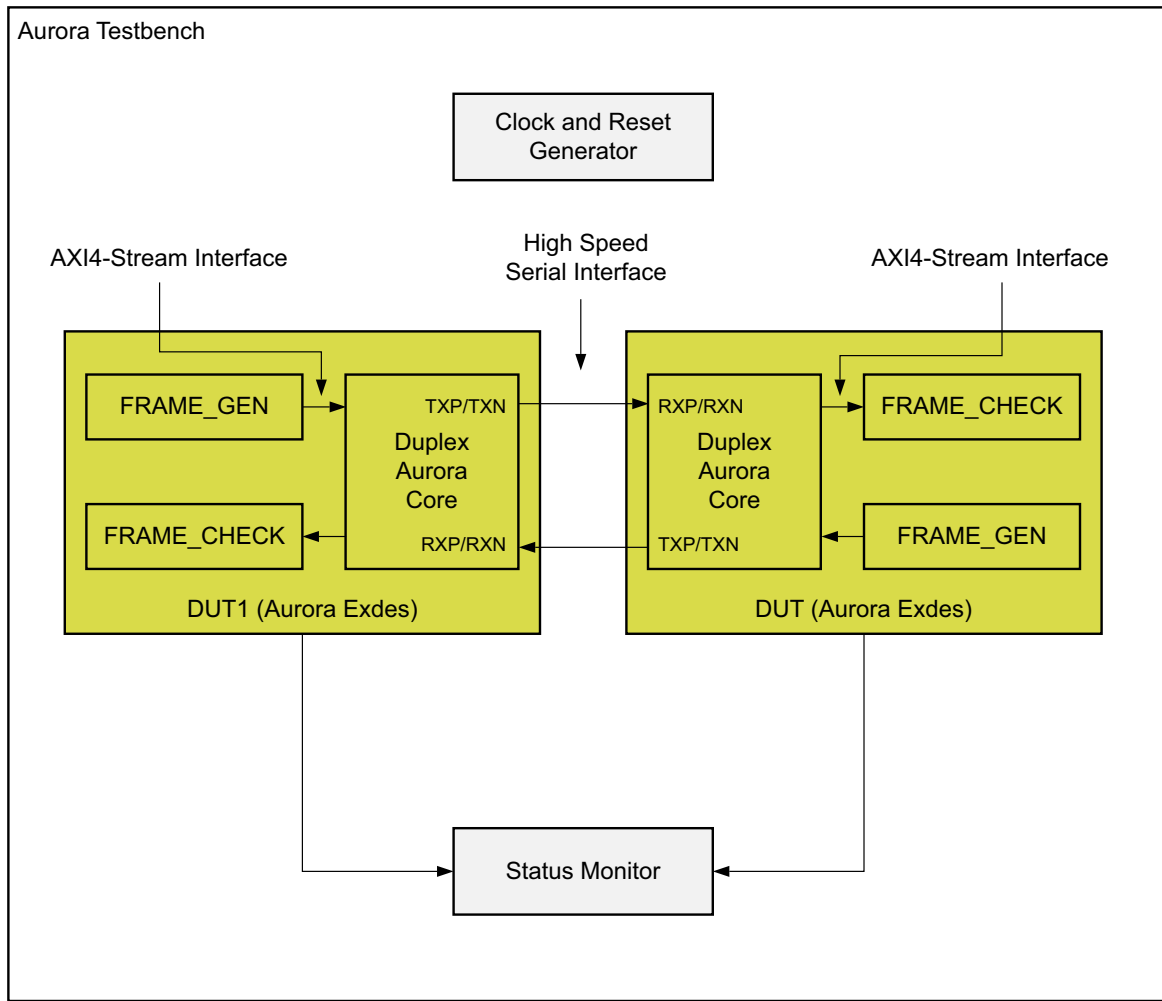 Aurora Testbench
Clock and Reset
Generator
High Speed
Serial Interface
AXI4-Stream Interface
AXI4-Stream Interface
FRAME_GEN
TXP/TXN
Duplex
Aurora
Core
RXP/RXN
FRAME_CHECK
DUT1 (Aurora Exdes)
RXP/RXN
Duplex
Aurora
Core
TXP/TXN
FRAME_CHECK
FRAME_GEN
DUT (Aurora Exdes)
Status Monitor